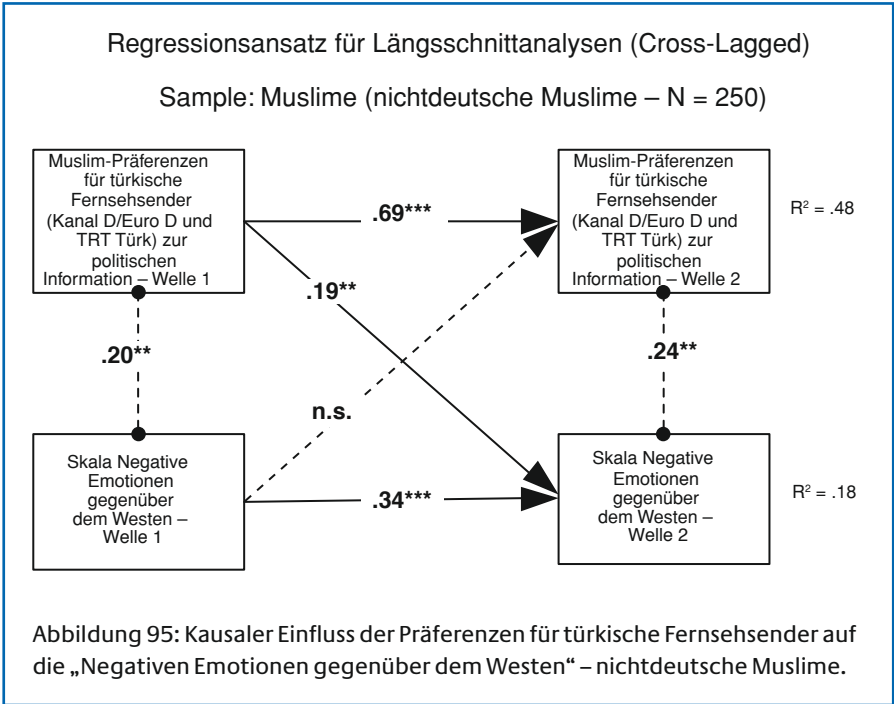 Regressionsansatz für Längsschnittanalysen (Cross-Lagged)
Sample: Muslime (nichtdeutsche Muslime – N = 250)
Muslim-Präferenzen
für türkische
Fernsehsender
(Kanal D/Euro D und
TRT Türk) zur
politischen
Information – Welle 1
.69***
Muslim-Präferenzen
für türkische
Fernsehsender
(Kanal D/Euro D und
TRT Türk) zur
politischen
Information – Welle 2
R² = .48
.19**
.20**
.24**
n.s.
Skala Negative
Emotionen
gegenüber
dem Westen –
Welle 1
.34***
Skala Negative
Emotionen
gegenüber
dem Westen –
Welle 2
R² = .18
Abbildung 95: Kausaler Einfluss der Präferenzen für türkische Fernsehsender auf
die „Negativen Emotionen gegenüber dem Westen“ – nichtdeutsche Muslime.